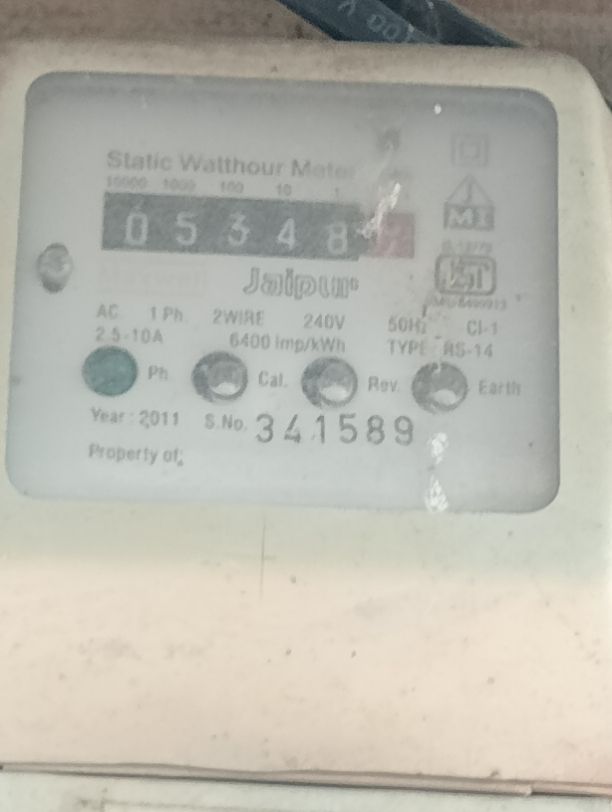 Static Watthour Meter
10000 1000 100 10 1
0 5 3 4 8
MI
Jaipur
AC 1 Ph. 2WIRE 240V 50Hz Cl-1
2.5-10A 6400 imp/kWh TYPE RS-14
Ph Cal. Rev. Earth
Year : 2011 S.No. 341589
Property of: